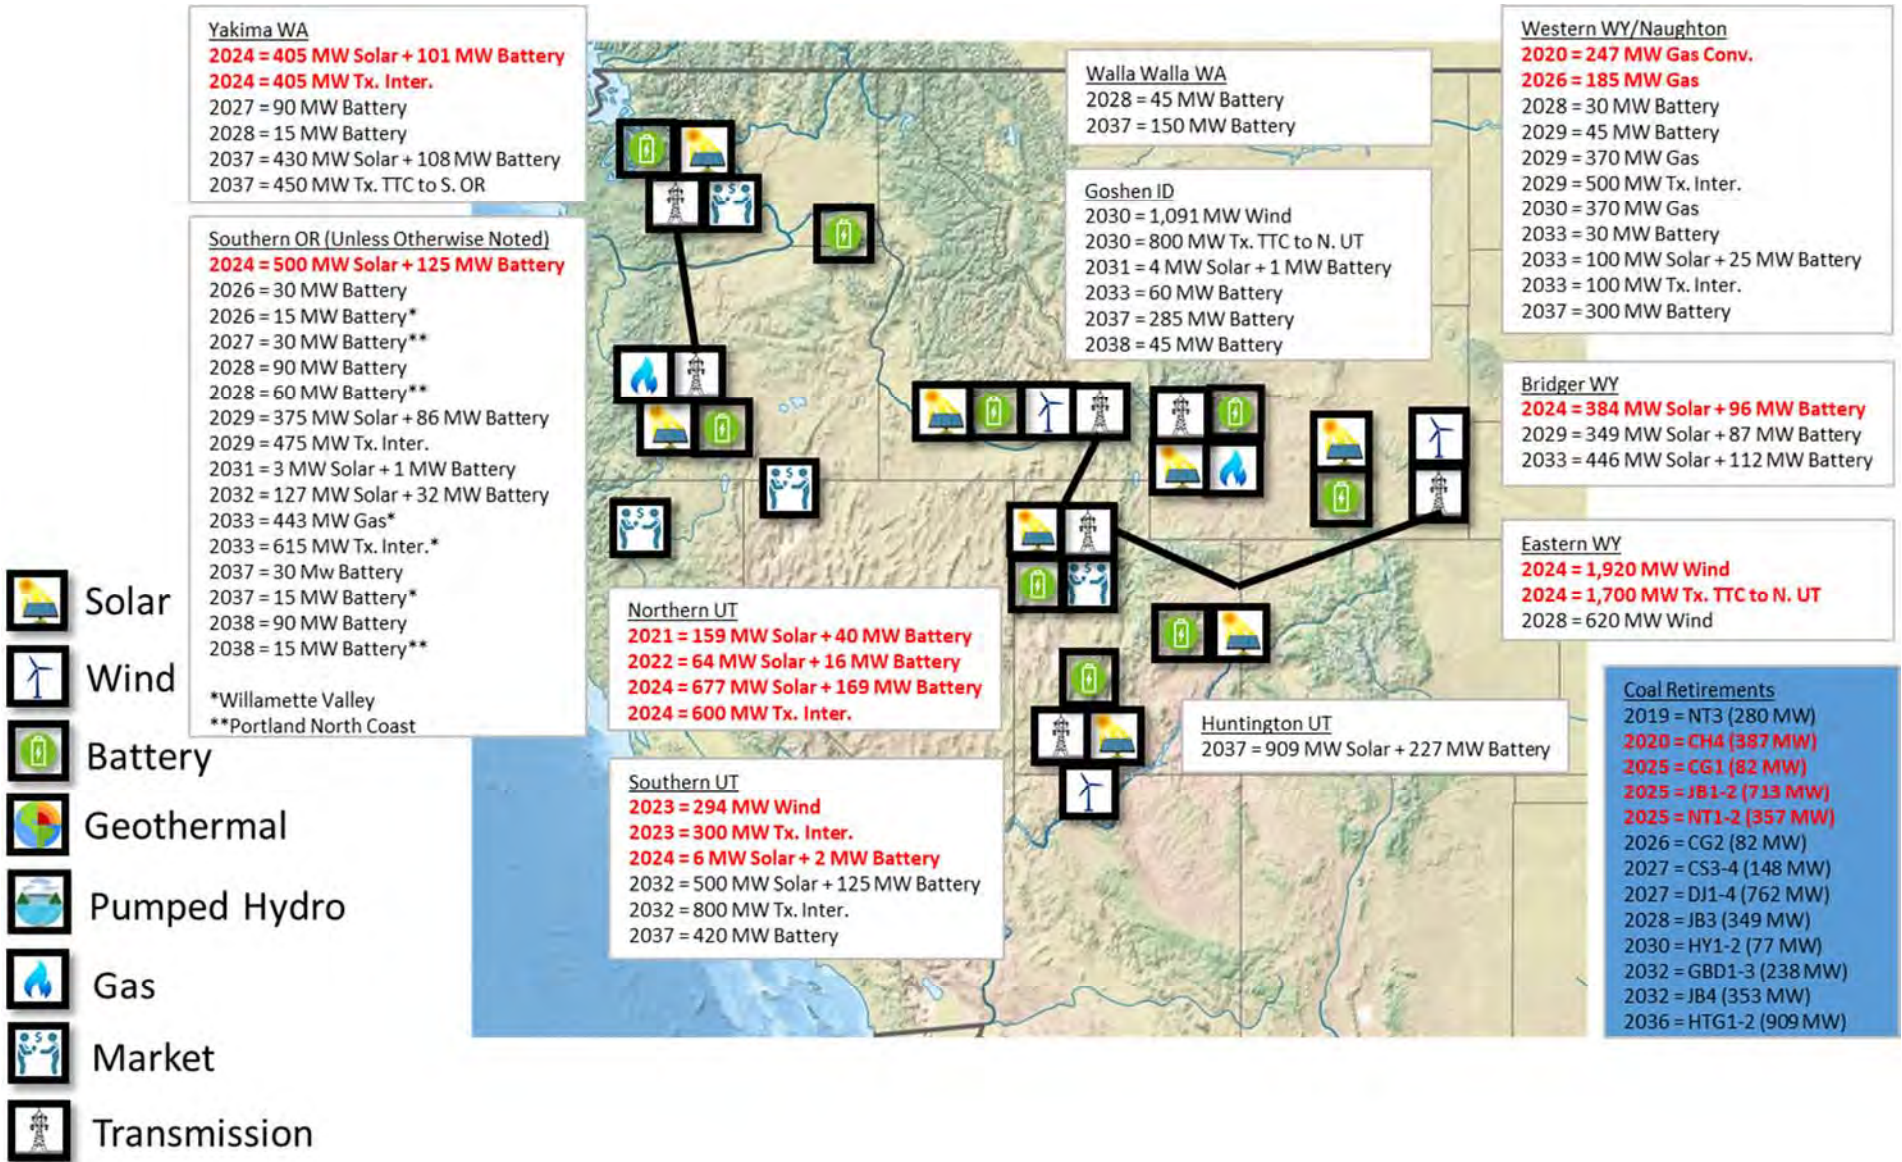 Yakima WA
2024 = 405 MW Solar + 101 MW Battery
2024 = 405 MW Tx. Inter.
2027 = 90 MW Battery
2028 = 15 MW Battery
2037 = 430 MW Solar + 108 MW Battery
2037 = 450 MW Tx. TTC to S. OR
Southern OR (Unless Otherwise Noted)
2024 = 500 MW Solar + 125 MW Battery
2026 = 30 MW Battery
2026 = 15 MW Battery*
2027 = 30 MW Battery**
2028 = 90 MW Battery
2028 = 60 MW Battery**
2029 = 375 MW Solar + 86 MW Battery
2029 = 475 MW Tx. Inter.
2031 = 3 MW Solar + 1 MW Battery
2032 = 127 MW Solar + 32 MW Battery
2033 = 443 MW Gas*
2033 = 615 MW Tx. Inter.*
2037 = 30 Mw Battery
2037 = 15 MW Battery*
2038 = 90 MW Battery
2038 = 15 MW Battery**
*Willamette Valley
**Portland North Coast
Walla Walla WA
2028 = 45 MW Battery
2037 = 150 MW Battery
Goshen ID
2030 = 1,091 MW Wind
2030 = 800 MW Tx. TTC to N. UT
2031 = 4 MW Solar + 1 MW Battery
2033 = 60 MW Battery
2037 = 285 MW Battery
2038 = 45 MW Battery
Western WY/Naughton
2020 = 247 MW Gas Conv.
2026 = 185 MW Gas
2028 = 30 MW Battery
2029 = 45 MW Battery
2029 = 370 MW Gas
2029 = 500 MW Tx. Inter.
2030 = 370 MW Gas
2033 = 30 MW Battery
2033 = 100 MW Solar + 25 MW Battery
2033 = 100 MW Tx. Inter.
2037 = 300 MW Battery
Bridger WY
2024 = 384 MW Solar + 96 MW Battery
2029 = 349 MW Solar + 87 MW Battery
2033 = 446 MW Solar + 112 MW Battery
Eastern WY
2024 = 1,920 MW Wind
2024 = 1,700 MW Tx. TTC to N. UT
2028 = 620 MW Wind
Northern UT
2021 = 159 MW Solar + 40 MW Battery
2022 = 64 MW Solar + 16 MW Battery
2024 = 677 MW Solar + 169 MW Battery
2024 = 600 MW Tx. Inter.
Huntington UT
2037 = 909 MW Solar + 227 MW Battery
Southern UT
2023 = 294 MW Wind
2023 = 300 MW Tx. Inter.
2024 = 6 MW Solar + 2 MW Battery
2032 = 500 MW Solar + 125 MW Battery
2032 = 800 MW Tx. Inter.
2037 = 420 MW Battery
Coal Retirements
2019 = NT3 (280 MW)
2020 = CH4 (387 MW)
2025 = CG1 (82 MW)
2025 = JB1-2 (713 MW)
2025 = NT1-2 (357 MW)
2026 = CG2 (82 MW)
2027 = CS3-4 (148 MW)
2027 = DJ1-4 (762 MW)
2028 = JB3 (349 MW)
2030 = HY1-2 (77 MW)
2032 = GBD1-3 (238 MW)
2032 = JB4 (353 MW)
2036 = HTG1-2 (909 MW)
Solar
Wind
Battery
Geothermal
Pumped Hydro
Gas
Market
Transmission